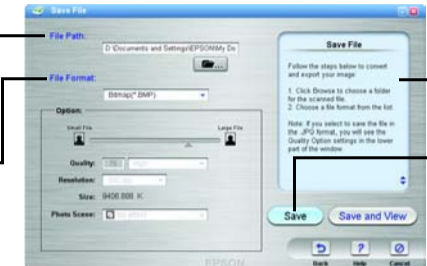 Save File
File Path:
D:\Documents and Settings\EPSON\My Do
...
File Format:
Bitmap(*.BMP)
Option:
Small File
Large File
Quality:
High
Resolution:
Size: 9406.888 K
Photo Scene:
No effect
Save File
Follow the steps below to convert
and export your image:
1. Click Browse to choose a folder
for the scanned file.
2. Choose a file format from the list.
Note: If you select to save the file in
the .JPG format, you will see the
Quality Option settings in the lower
part of the window.
Save
Save and View
EPSON
Back
Help
Cancel